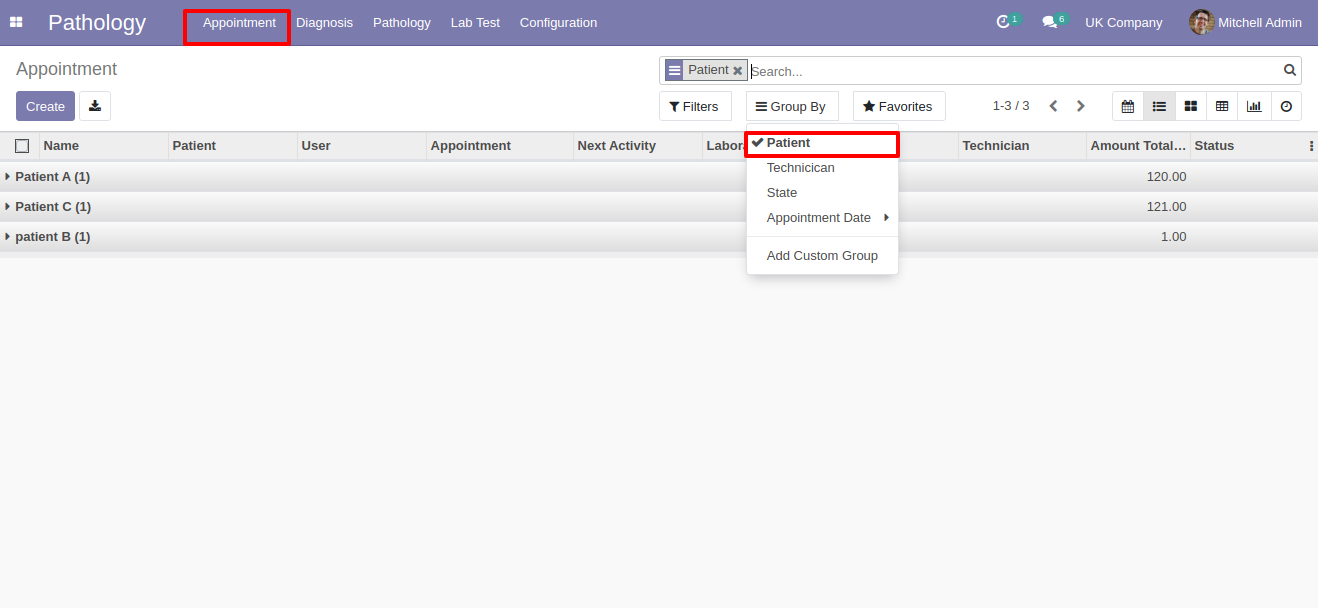 Pathology Appointment Diagnosis Pathology Lab Test Configuration 1 6 UK Company Mitchell Admin
Appointment
Patient Search...
Create Filters Group By Favorites 1-3 / 3
Name Patient User Appointment Next Activity Labora Technician Amount Total... Status
Patient
Technicican
State
Appointment Date
Add Custom Group
Patient A (1) 120.00
Patient C (1) 121.00
patient B (1) 1.00